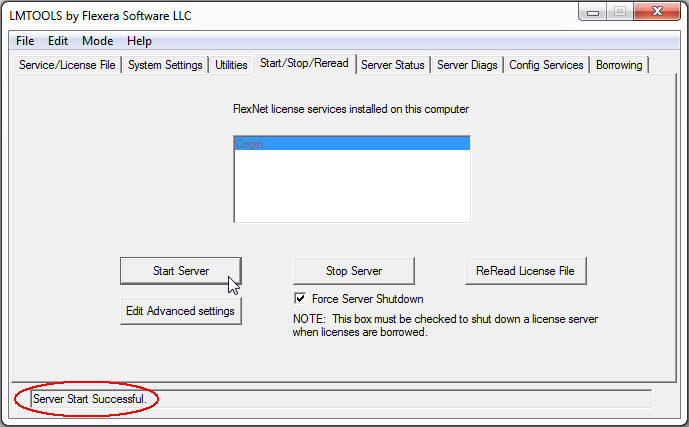 LMTOOLS by Flexera Software LLC
File Edit Mode Help
Service/License File System Settings Utilities Start/Stop/Reread Server Status Server Diags Config Services Borrowing
FlexNet license services installed on this computer
Origin
Start Server Stop Server ReRead License File
Edit Advanced settings Force Server Shutdown
NOTE: This box must be checked to shut down a license server
when licenses are borrowed.
Server Start Successful.